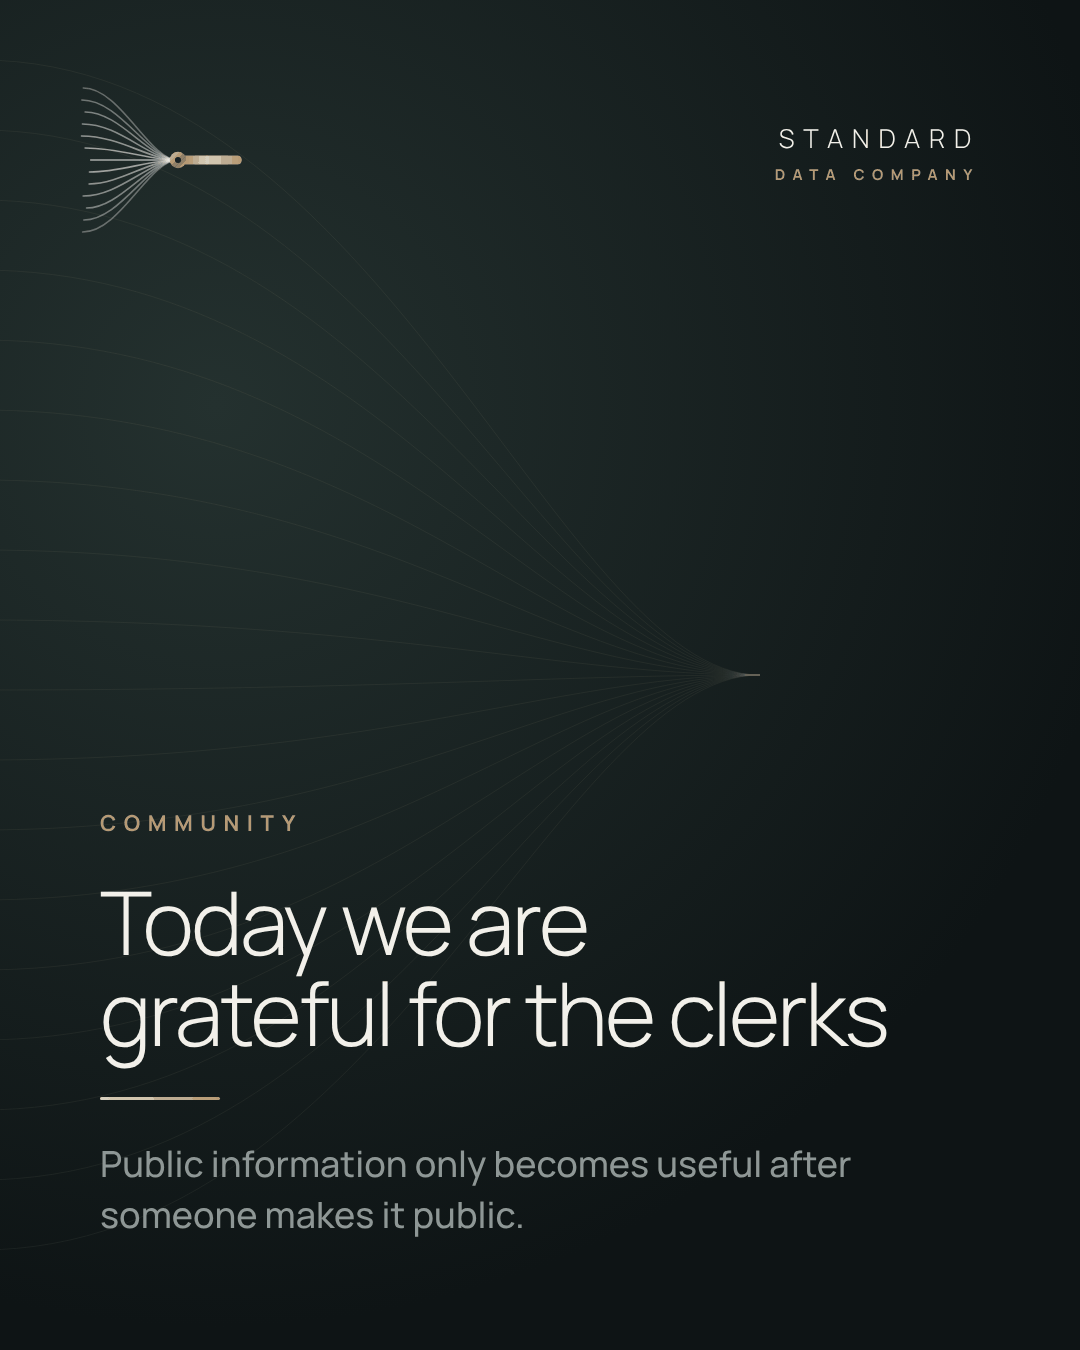 STANDARD
DATA COMPANY
COMMUNITY
Today we are
grateful for the clerks
Public information only becomes useful after
someone makes it public.